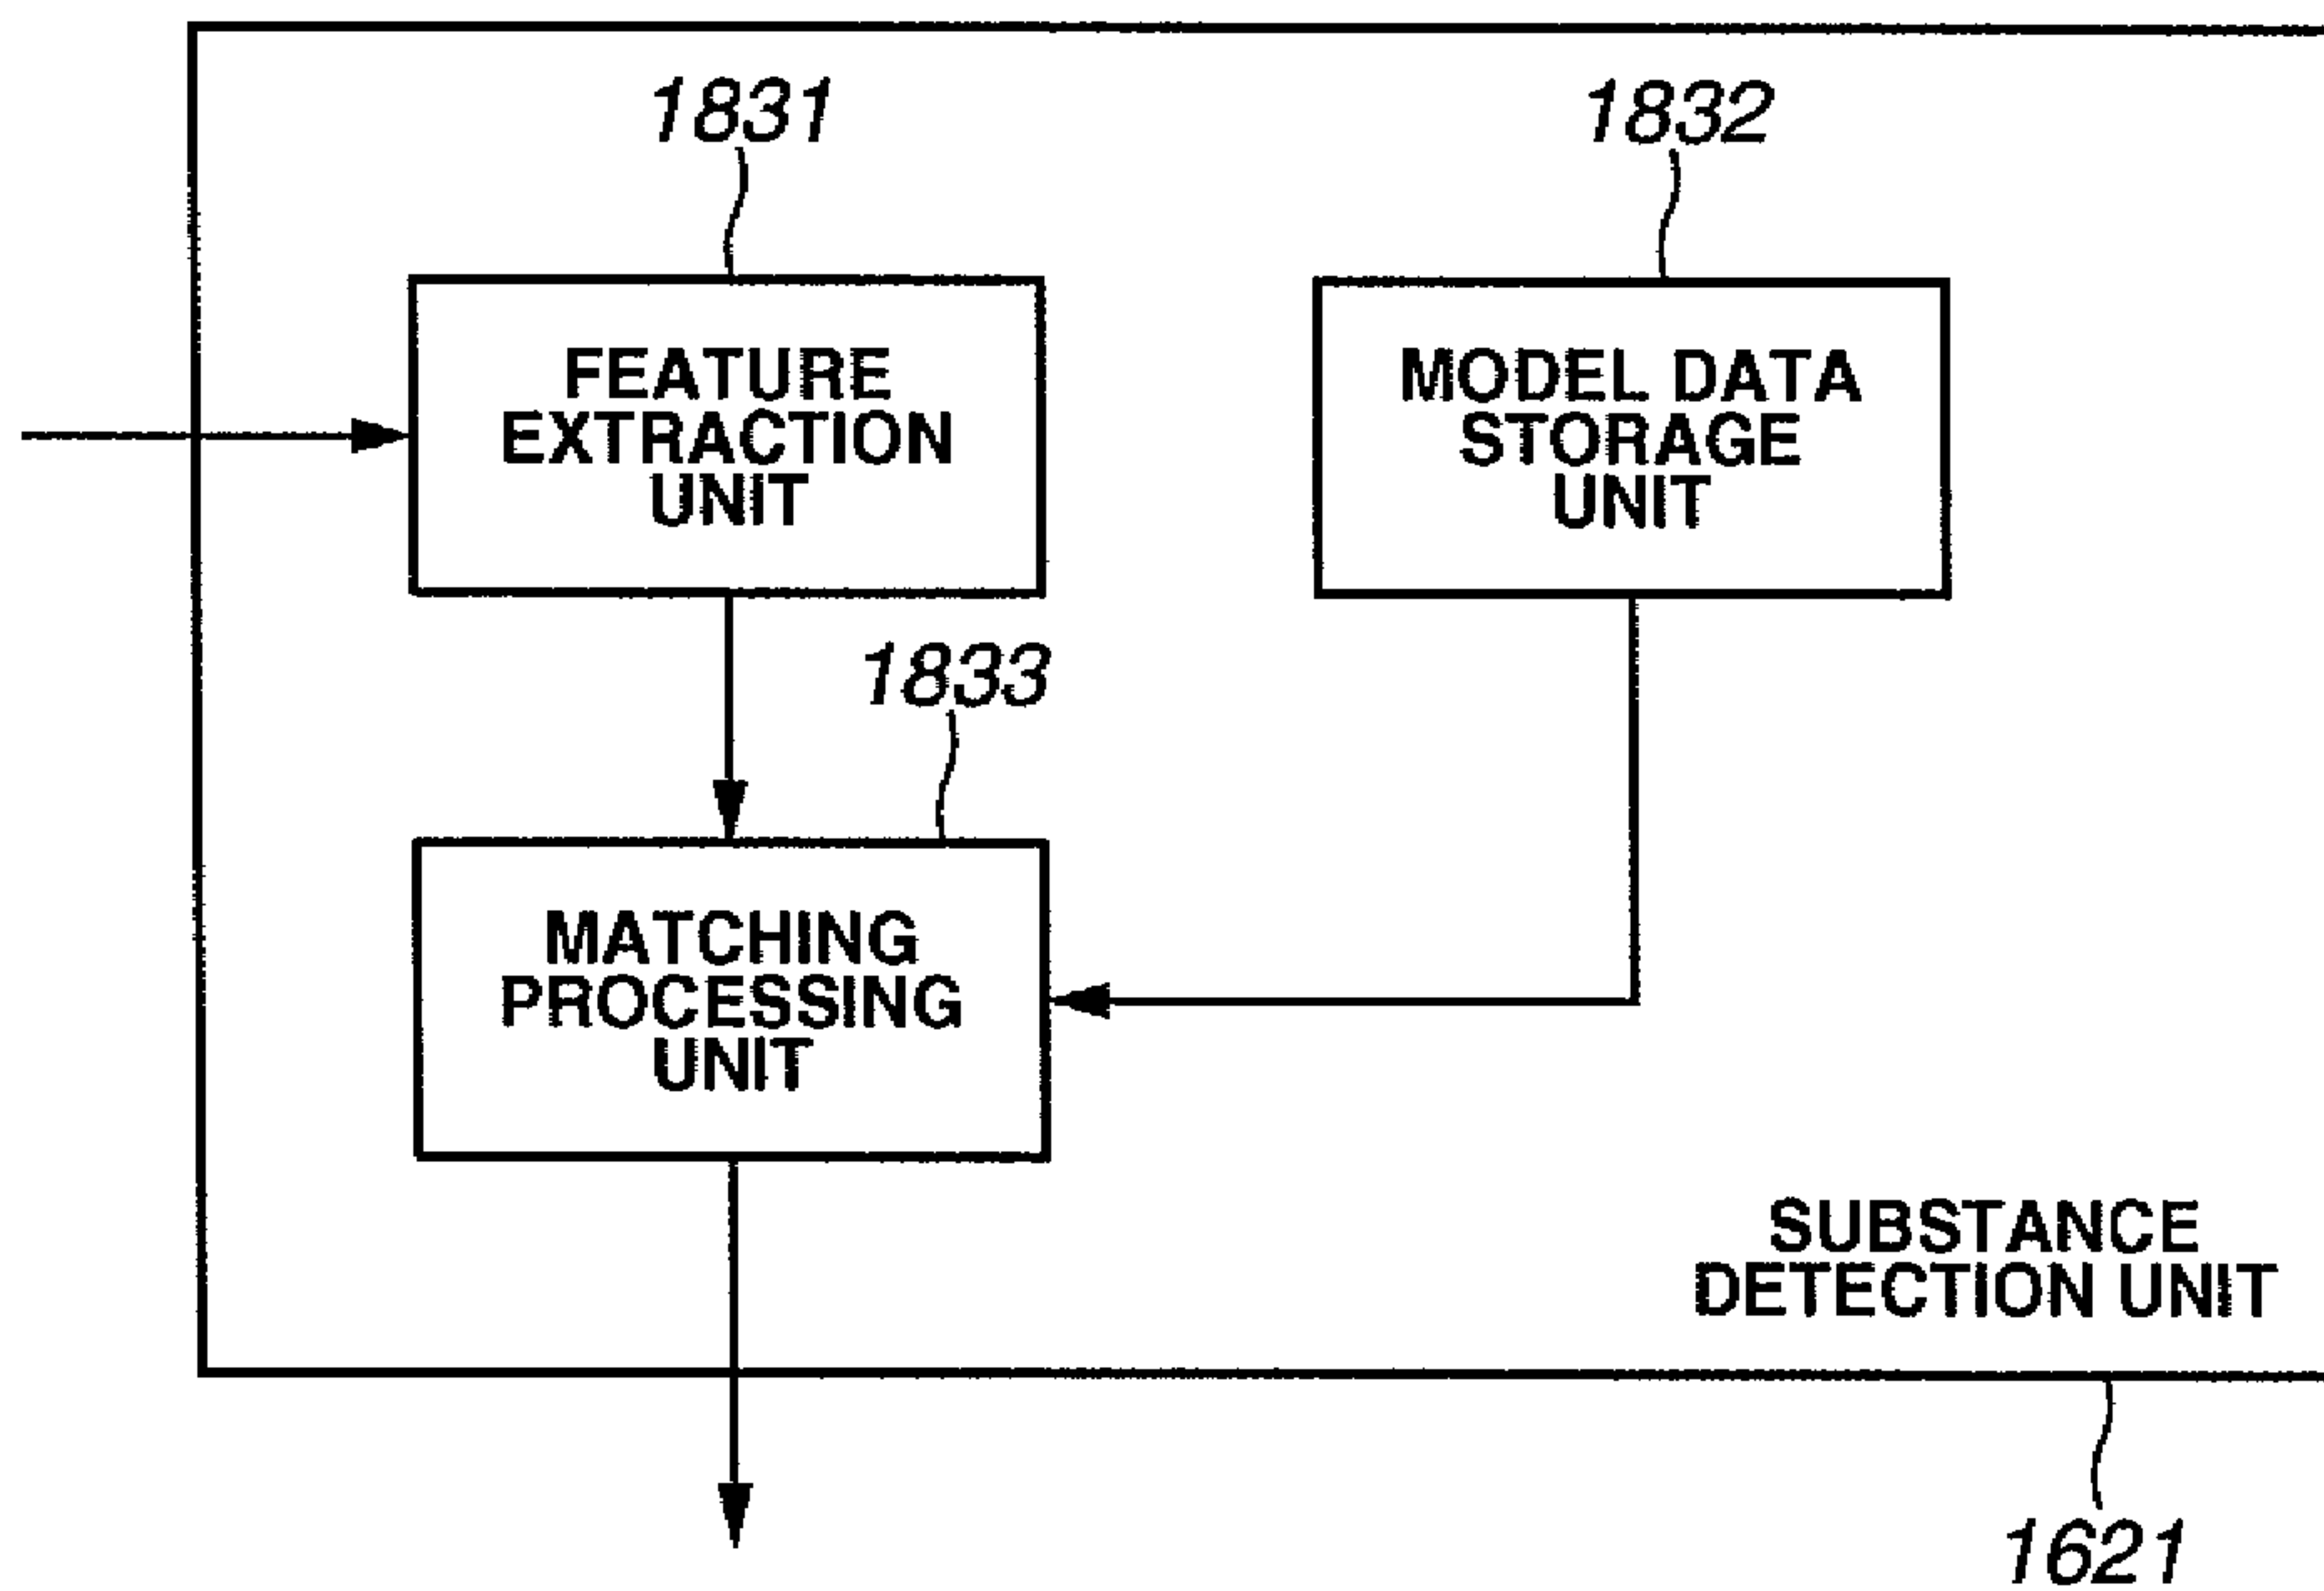 1831
1832
FEATURE
EXTRACTION
UNIT
MODEL DATA
STORAGE
UNIT
1833
MATCHING
PROCESSING
UNIT
SUBSTANCE
DETECTION UNIT
1621